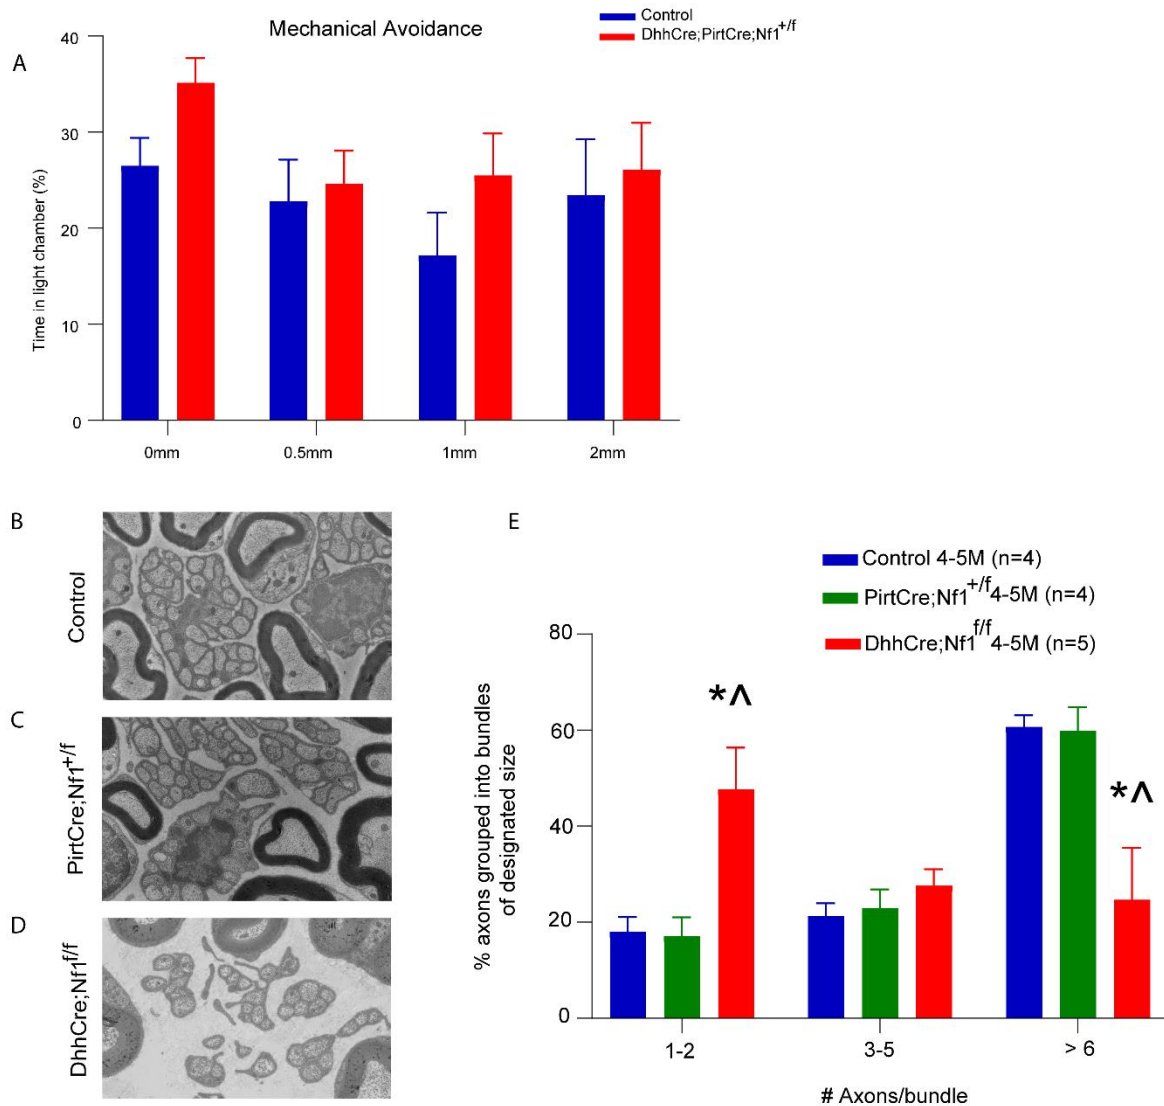 Mechanical Avoidance
Control
DhhCre;PirtCre;Nf1+/f
A
Time in light chamber (%)
40
30
20
10
0
0mm
0.5mm
1mm
2mm
B
Control
C
PirtCre;Nf1+/f
D
DhhCre;Nf1f/f
E
Control 4-5M (n=4)
PirtCre;Nf1+/f 4-5M (n=4)
DhhCre;Nf1f/f 4-5M (n=5)
% axons grouped into bundles
of designated size
80
60
40
20
0
*^
*^
1-2
3-5
> 6
# Axons/bundle